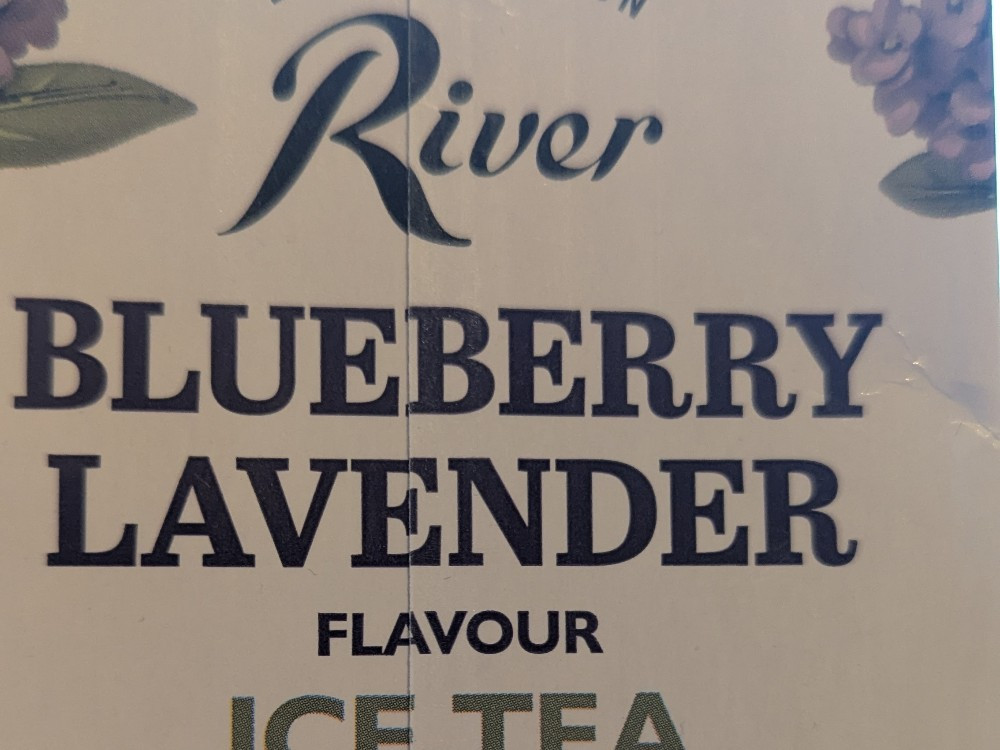 River
BLUEBERRY
LAVENDER
FLAVOUR
ICE TEA